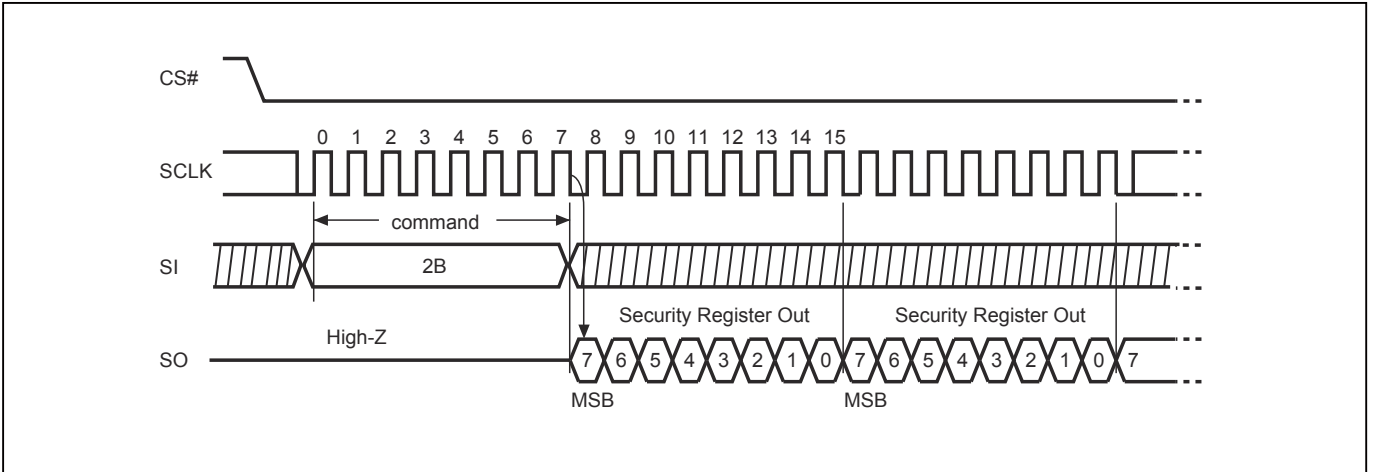 CS#
0 1 2 3 4 5 6 7 8 9 10 11 12 13 14 15
SCLK
command
SI
2B
Security Register Out Security Register Out
High-Z
SO
7 6 5 4 3 2 1 0 7 6 5 4 3 2 1 0 7
MSB MSB